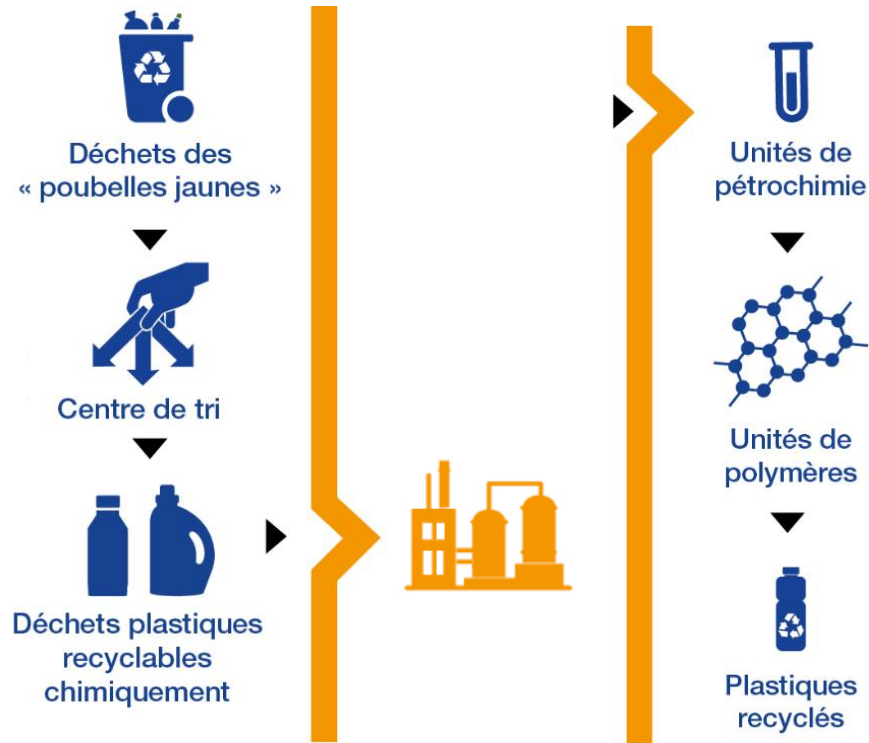 Déchets des
« poubelles jaunes »
Centre de tri
Déchets plastiques
recyclables
chimiquement
Unités de
pétrochimie
Unités de
polymères
Plastiques
recyclés